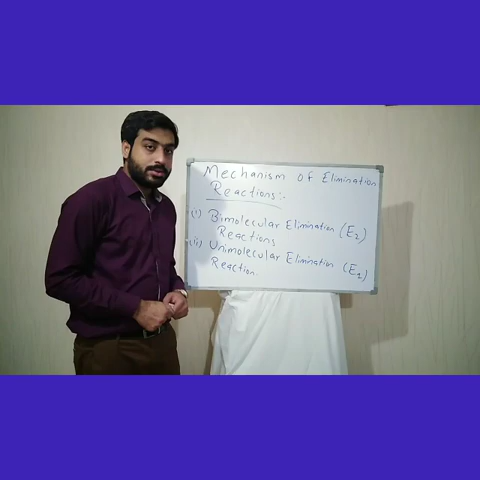 Mechanism of Elimination
Reactions:-
(i) Bimolecular Elimination (E2)
Reactions
(ii) Unimolecular Elimination (E1)
Reaction.